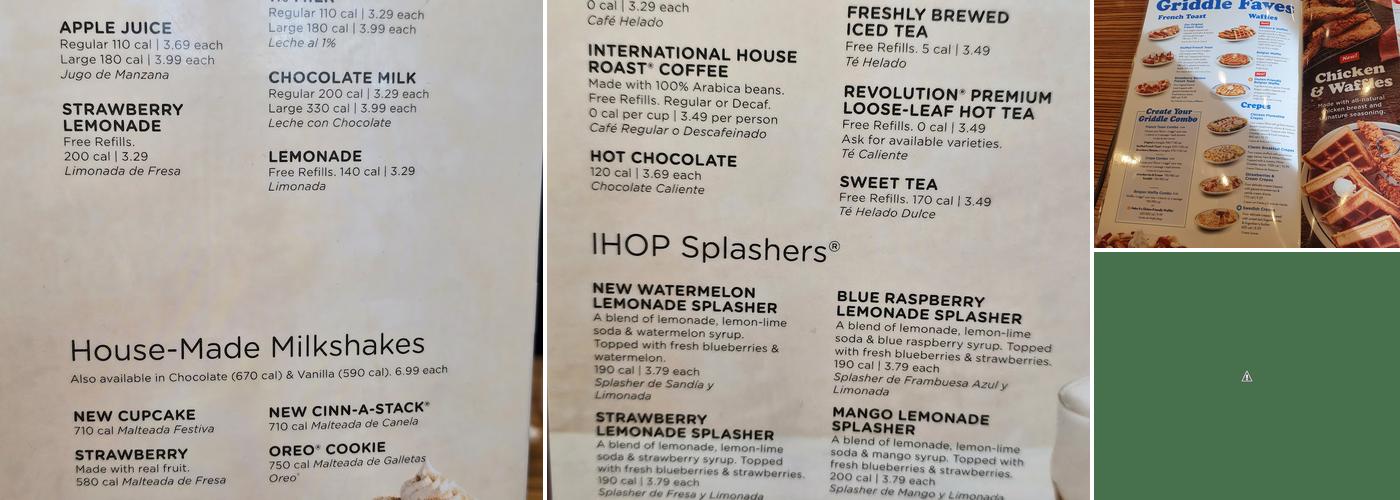 1% MILK
Regular 110 cal | 3.29 each
Large 180 cal | 3.99 each
Leche al 1%
APPLE JUICE
Regular 110 cal | 3.69 each
Large 180 cal | 3.99 each
Jugo de Manzana
CHOCOLATE MILK
Regular 200 cal | 3.29 each
Large 330 cal | 3.99 each
Leche con Chocolate
STRAWBERRY
LEMONADE
Free Refills.
200 cal | 3.29
Limonada de Fresa
LEMONADE
Free Refills. 140 cal | 3.29
Limonada
House-Made Milkshakes
Also available in Chocolate (670 cal) & Vanilla (590 cal). 6.99 each
NEW CUPCAKE
710 cal Malteada Festiva
STRAWBERRY
Made with real fruit.
580 cal Malteada de Fresa
NEW CINN-A-STACK®
710 cal Malteada de Canela
OREO® COOKIE
750 cal Malteada de Galletas
Oreo®
0 cal | 3.29 each
Café Helado
INTERNATIONAL HOUSE
ROAST® COFFEE
Made with 100% Arabica beans.
Free Refills. Regular or Decaf.
0 cal per cup | 3.49 per person
Café Regular o Descafeinado
HOT CHOCOLATE
120 cal | 3.69 each
Chocolate Caliente
FRESHLY BREWED
ICED TEA
Free Refills. 5 cal | 3.49
Té Helado
REVOLUTION® PREMIUM
LOOSE-LEAF HOT TEA
Free Refills. 0 cal | 3.49
Ask for available varieties.
Té Caliente
SWEET TEA
Free Refills. 170 cal | 3.49
Té Helado Dulce
IHOP Splashers®
NEW WATERMELON
LEMONADE SPLASHER
A blend of lemonade, lemon-lime
soda & watermelon syrup.
Topped with fresh blueberries &
watermelon.
190 cal | 3.79 each
Splasher de Sandía y
Limonada
STRAWBERRY
LEMONADE SPLASHER
A blend of lemonade, lemon-lime
soda & strawberry syrup. Topped
with fresh blueberries & strawberries.
190 cal | 3.79 each
Splasher de Fresa y Limonada
BLUE RASPBERRY
LEMONADE SPLASHER
A blend of lemonade, lemon-lime
soda & blue raspberry syrup. Topped
with fresh blueberries & strawberries.
190 cal | 3.79 each
Splasher de Frambuesa Azul y
Limonada
MANGO LEMONADE
SPLASHER
A blend of lemonade, lemon-lime
soda & mango syrup. Topped with
fresh blueberries & strawberries.
200 cal | 3.79 each
Splasher de Mango y Limonada
Griddle Faves
French Toast
Waffles
Crepes
Create Your
Griddle Combo
New!
Chicken
& Waffles
Made with all-natural
chicken breast and
signature seasoning.